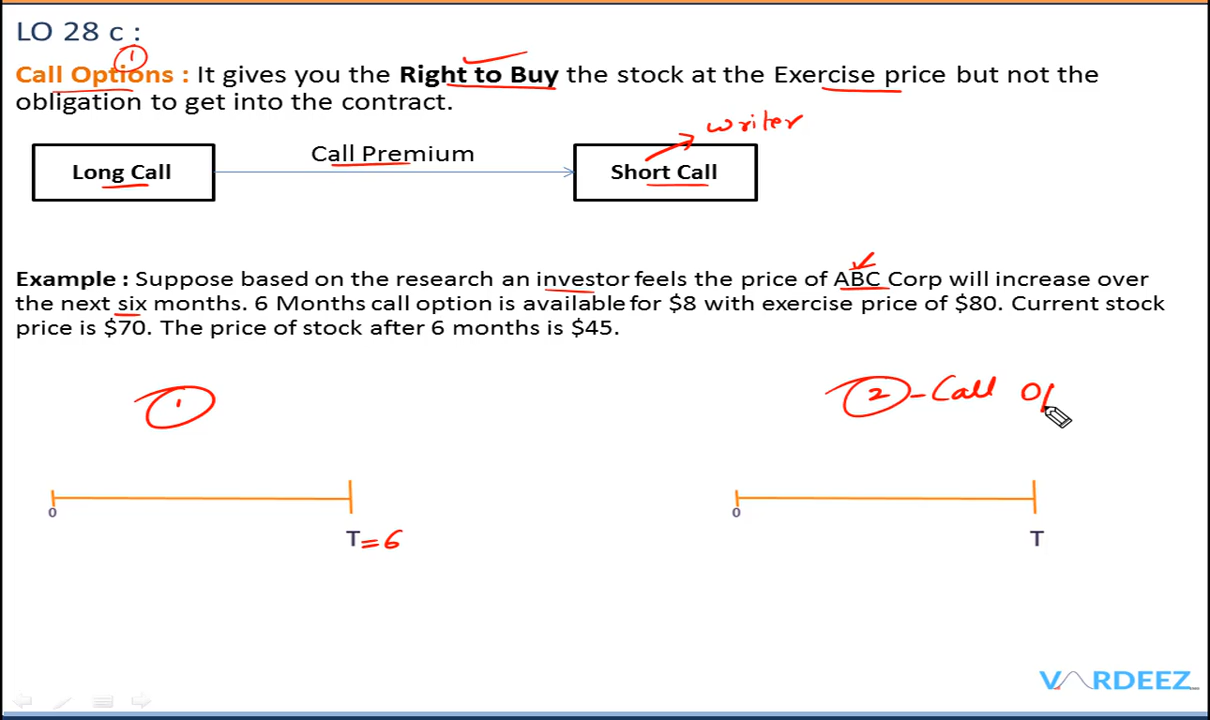 LO 28 c :
1
Call Options : It gives you the Right to Buy the stock at the Exercise price but not the
obligation to get into the contract.
writer
Call Premium
Long Call
Short Call
Example : Suppose based on the research an investor feels the price of ABC Corp will increase over
the next six months. 6 Months call option is available for $8 with exercise price of $80. Current stock
price is $70. The price of stock after 6 months is $45.
1
2 - Call
0
T = 6
0
T
VARDEEZ